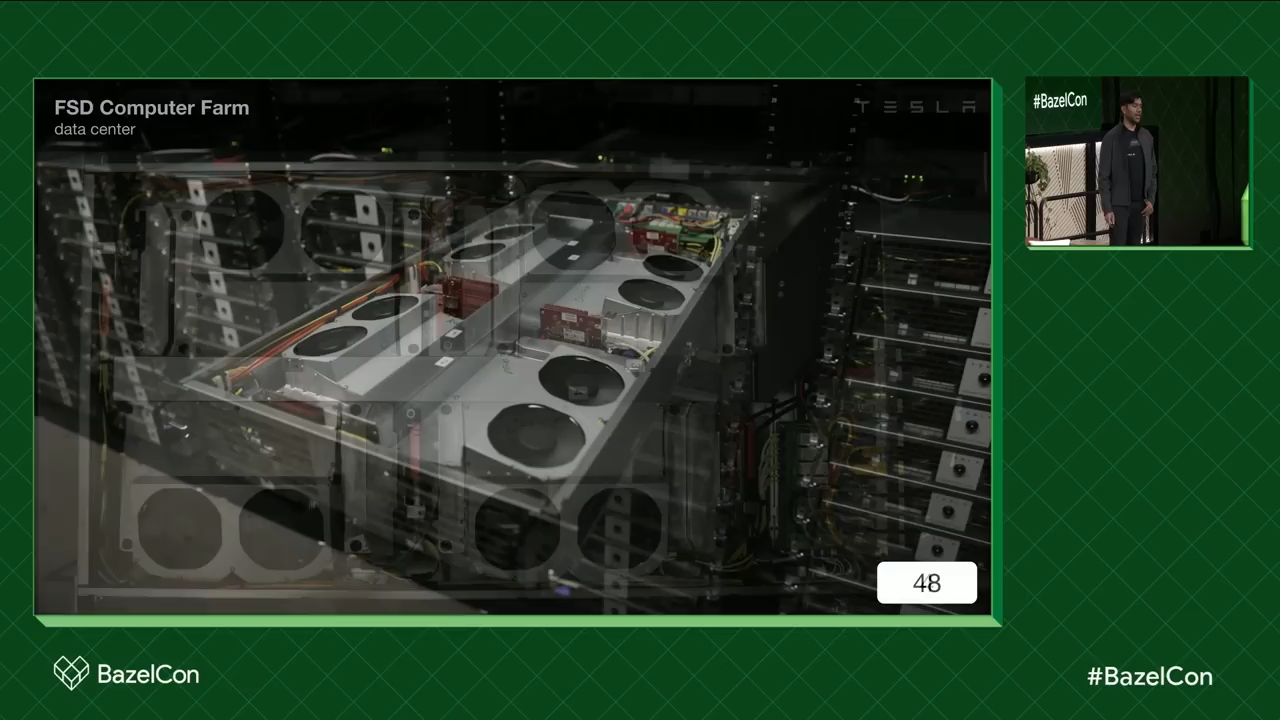 FSD Computer Farm
data center
TESLA
#BazelCon
48
BazelCon
#BazelCon